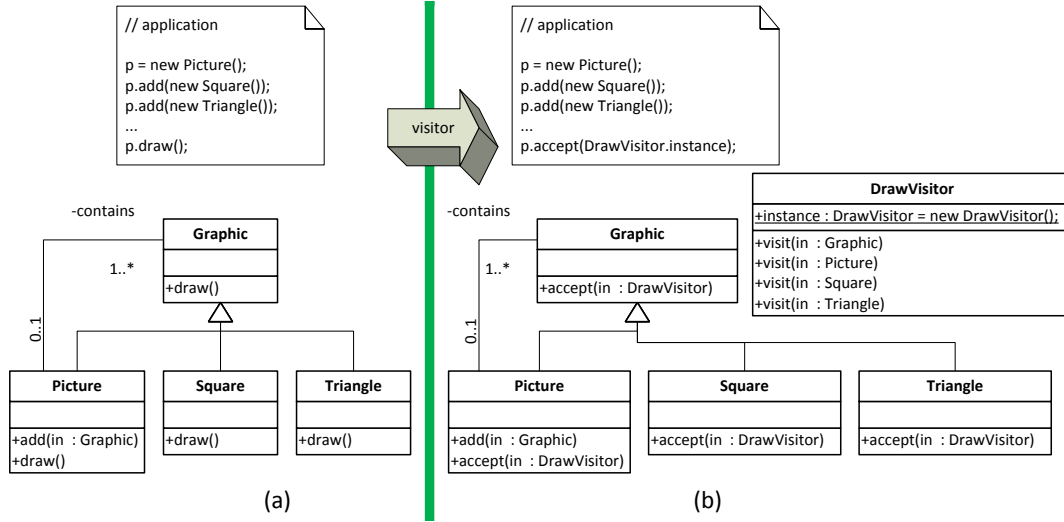 // application
p = new Picture();
p.add(new Square());
p.add(new Triangle());
...
p.draw();
-contains
Graphic
1..*
+draw()
0..1
Picture
+add(in : Graphic)
+draw()
Square
+draw()
Triangle
+draw()
(a)
visitor
// application
p = new Picture();
p.add(new Square());
p.add(new Triangle());
...
p.accept(DrawVisitor.instance);
DrawVisitor
+instance : DrawVisitor = new DrawVisitor();
+visit(in : Graphic)
+visit(in : Picture)
+visit(in : Square)
+visit(in : Triangle)
-contains
Graphic
1..*
+accept(in : DrawVisitor)
0..1
Picture
+add(in : Graphic)
+accept(in : DrawVisitor)
Square
+accept(in : DrawVisitor)
Triangle
+accept(in : DrawVisitor)
(b)